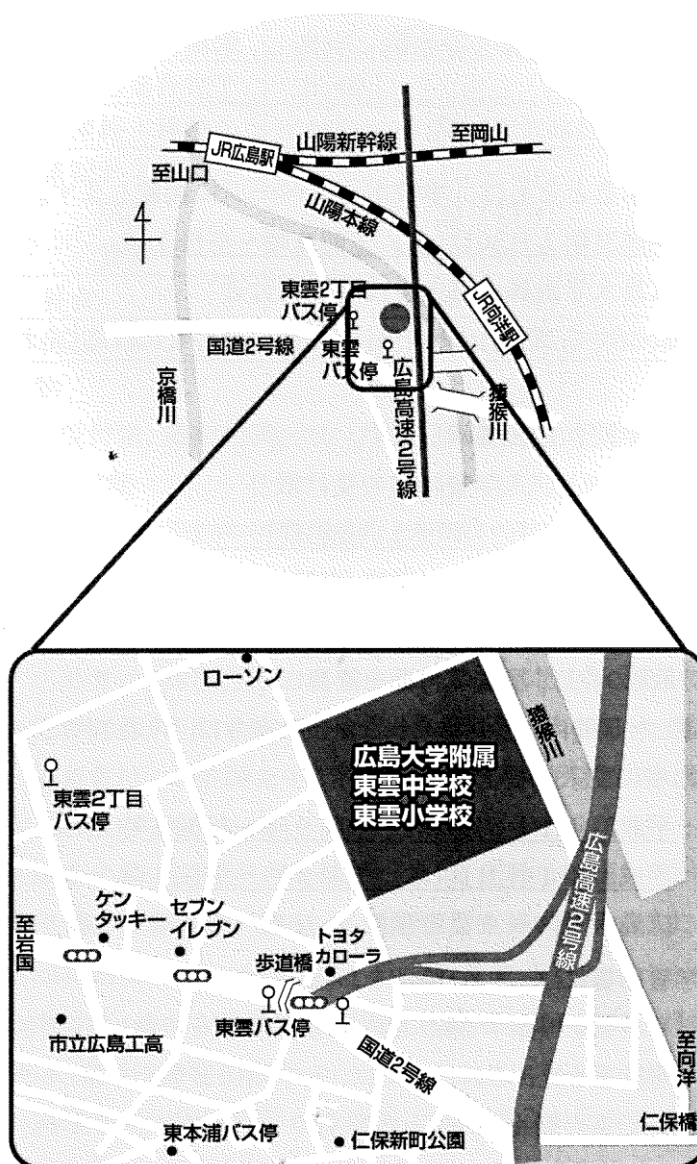 山陽新幹線
至岡山
JR広島駅
至山口
山陽本線
東雲2丁目
バス停
JR向洋駅
国道2号線
東雲
バス停
京橋川
広島高速2号線
猿猴川
ローソン
広島大学附属
東雲中学校
東雲小学校
猿猴川
東雲2丁目
バス停
広島高速2号線
ケン
タッキー
セブン
イレブン
至岩国
トヨタ
カローラ
歩道橋
東雲バス停
市立広島工高
国道2号線
至向洋
仁保橋
東本浦バス停
仁保新町公園